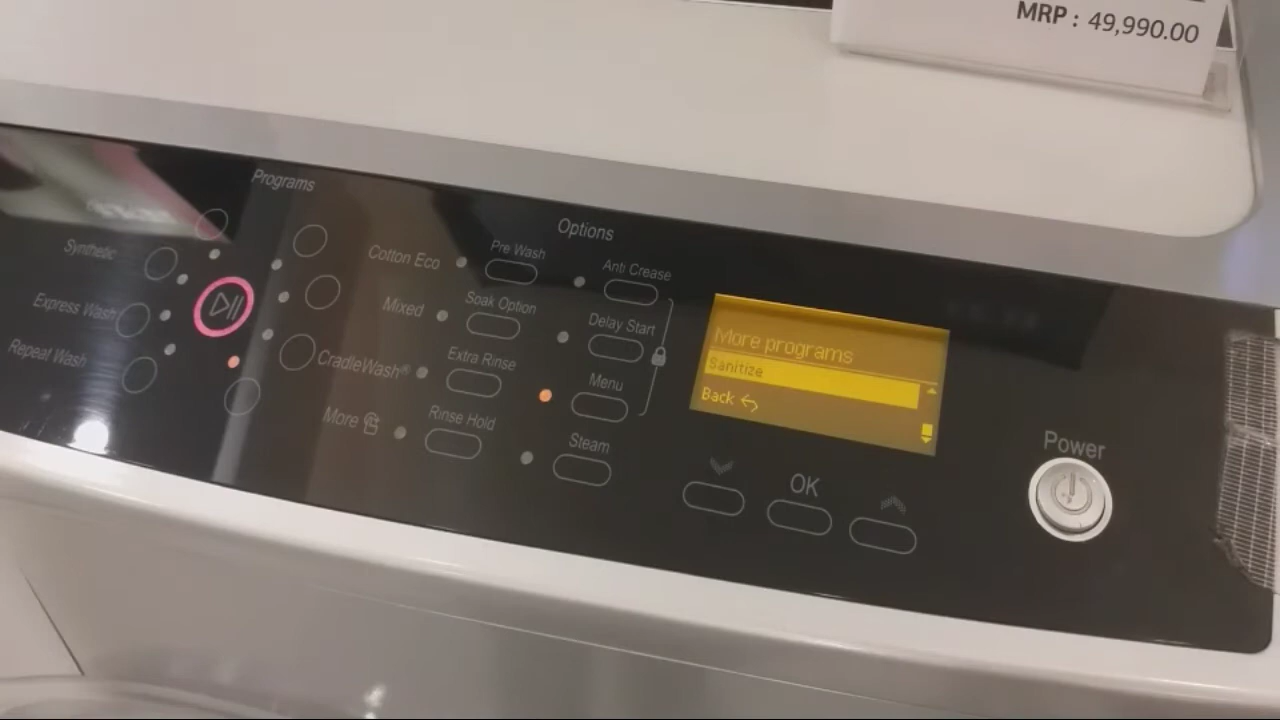 MRP : 49,990.00
Programs
Options
Synthetic
Express Wash
Repeat Wash
Cotton Eco
Mixed
CradleWash®
More
Pre Wash
Soak Option
Extra Rinse
Rinse Hold
Anti Crease
Delay Start
Menu
Steam
More programs
Sanitize
Back
OK
Power